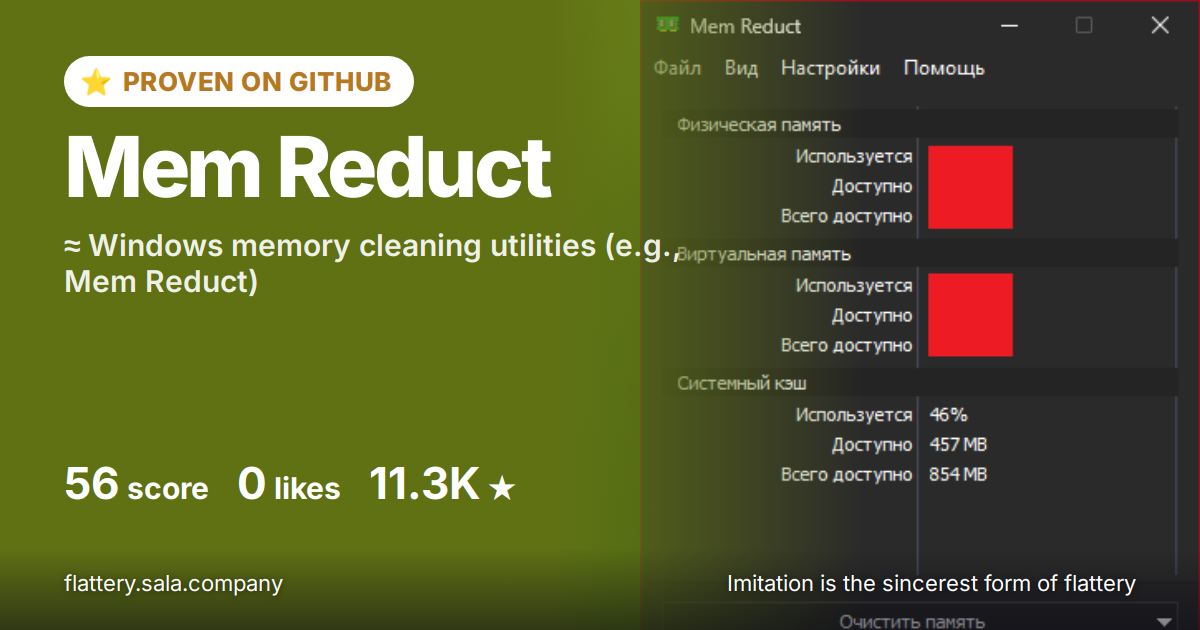 ⭐ PROVEN ON GITHUB
Mem Reduct
≈ Windows memory cleaning utilities (e.g.,
Mem Reduct)
56 score 0 likes 11.3K ★
flattery.sala.company
Mem Reduct
Файл Вид Настройки Помощь
Физическая память
Используется
Доступно
Всего доступно
Виртуальная память
Используется
Доступно
Всего доступно
Системный кэш
Используется 46%
Доступно 457 MB
Всего доступно 854 MB
Imitation is the sincerest form of flattery
Очистить память